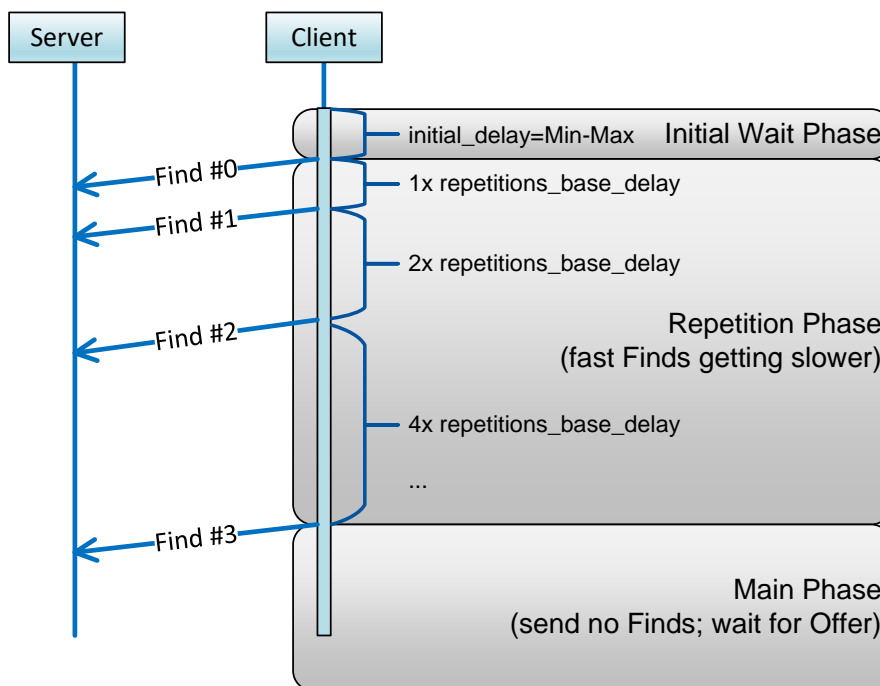 Server
Client
initial_delay=Min-Max
Initial Wait Phase
Find #0
1x repetitions_base_delay
Find #1
2x repetitions_base_delay
Find #2
Repetition Phase
(fast Finds getting slower)
4x repetitions_base_delay
...
Find #3
Main Phase
(send no Finds; wait for Offer)